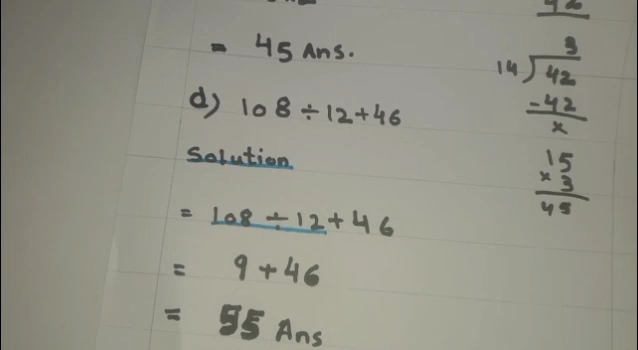 = 45 Ans.
d) 108 ÷ 12 + 46
Solution
= 108 ÷ 12 + 46
= 9 + 46
= 55 Ans
3
14 ) 42
-42
x
15
x 3
45